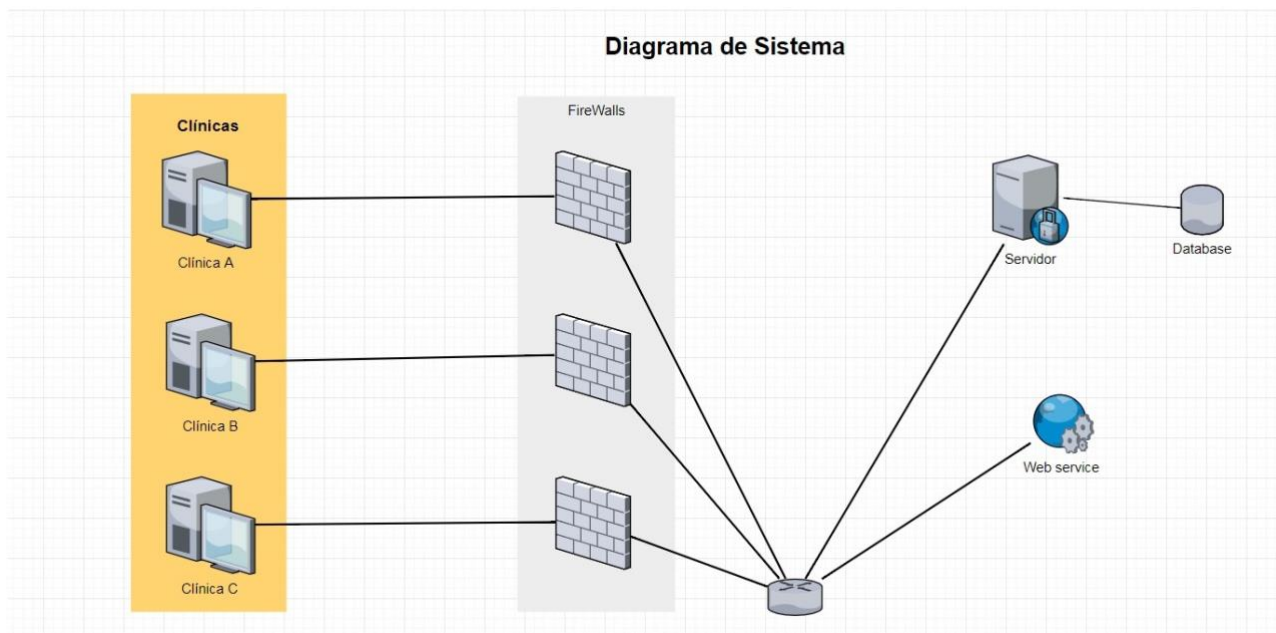 Diagrama de Sistema
Clínicas
FireWalls
Clínica A
Servidor
Database
Clínica B
Web service
Clínica C